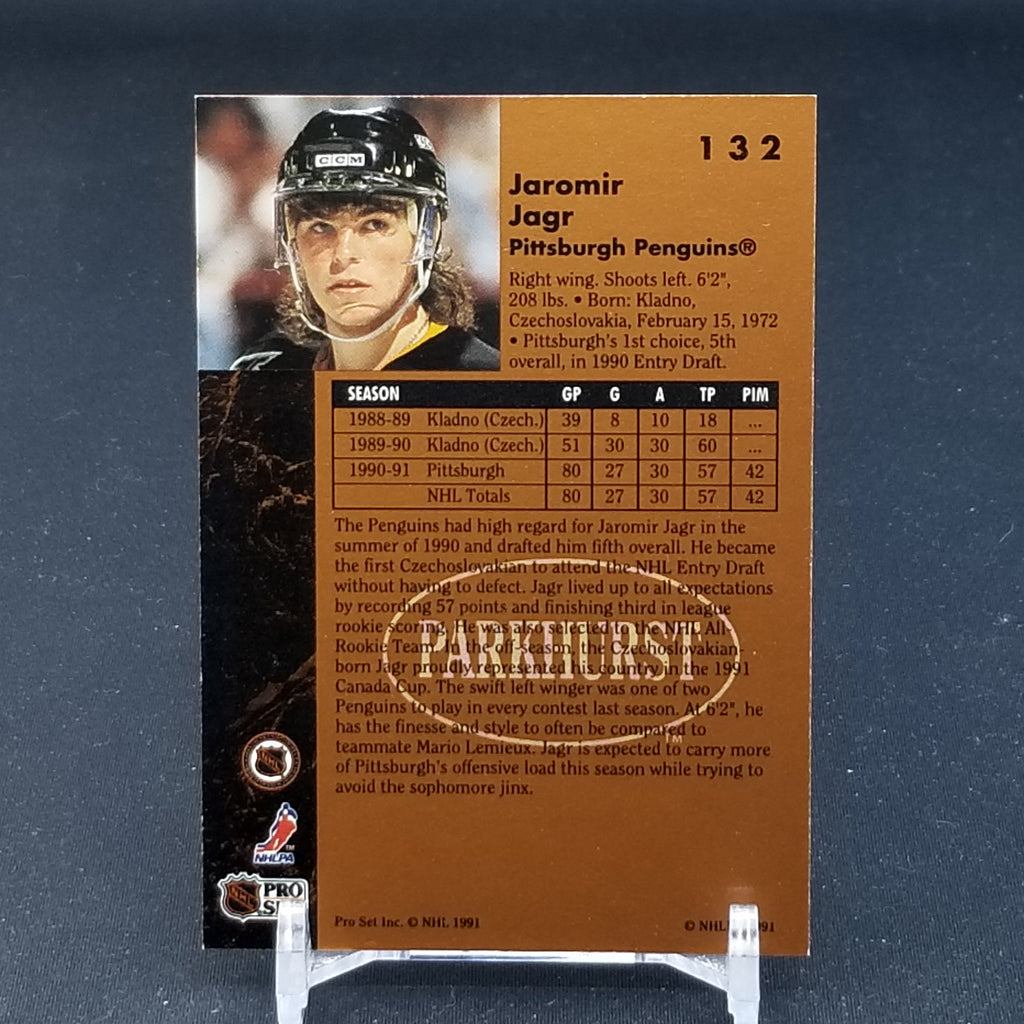 CCM
132
Jaromir
Jagr
Pittsburgh Penguins®
Right wing. Shoots left. 6'2",
208 lbs. • Born: Kladno,
Czechoslovakia, February 15, 1972
• Pittsburgh's 1st choice, 5th
overall, in 1990 Entry Draft.
SEASON GP G A TP PIM
1988-89 Kladno (Czech.) 39 8 10 18 ...
1989-90 Kladno (Czech.) 51 30 30 60 ...
1990-91 Pittsburgh 80 27 30 57 42
NHL Totals 80 27 30 57 42
The Penguins had high regard for Jaromir Jagr in the
summer of 1990 and drafted him fifth overall. He became
the first Czechoslovakian to attend the NHL Entry Draft
without having to defect. Jagr lived up to all expectations
by recording 57 points and finishing third in league
rookie scoring. He was also selected to the NHL All-
Rookie Team. In the off-season, the Czechoslovakian-
born Jagr proudly represented his country in the 1991
Canada Cup. The swift left winger was one of two
Penguins to play in every contest last season. At 6'2", he
has the finesse and style to often be compared to
teammate Mario Lemieux. Jagr is expected to carry more
of Pittsburgh's offensive load this season while trying to
avoid the sophomore jinx.
PARKHURST
TM
NHL
TM
NHLPA
NHL PRO
Pro Set Inc. © NHL 1991
© NHL